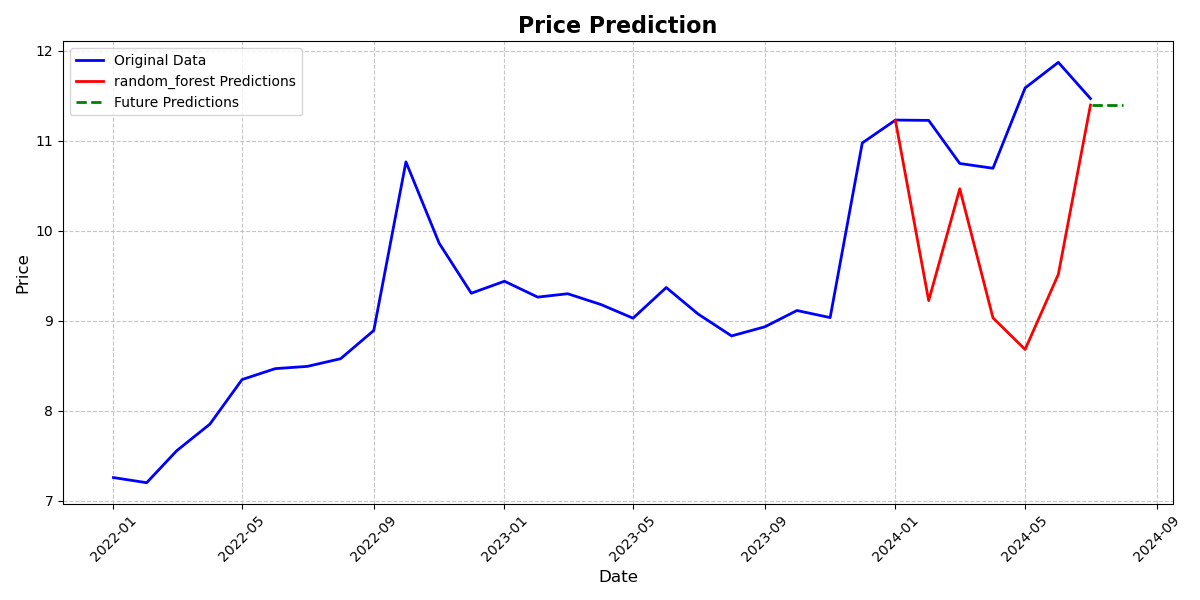 Price Prediction
Original Data
random_forest Predictions
Future Predictions
Price
12
11
10
9
8
7
2022-01
2022-05
2022-09
2023-01
2023-05
2023-09
2024-01
2024-05
2024-09
Date